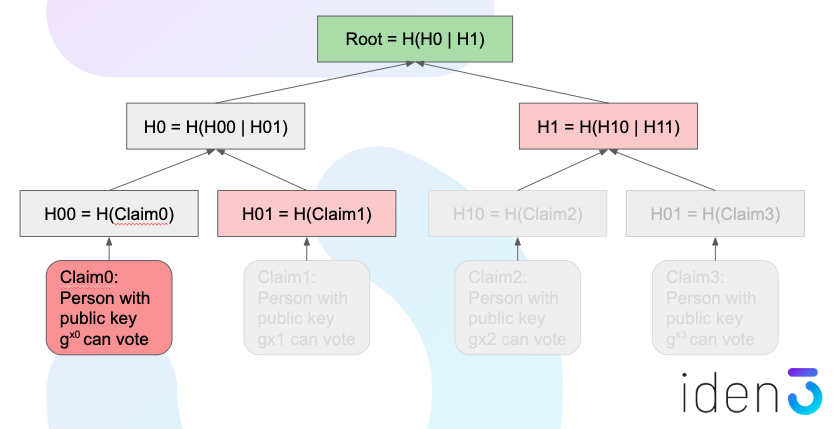 Root = H(H0 | H1)
H0 = H(H00 | H01)
H1 = H(H10 | H11)
H00 = H(Claim0)
H01 = H(Claim1)
H10 = H(Claim2)
H01 = H(Claim3)
Claim0:
Person with
public key
g^x0 can vote
Claim1:
Person with
public key
gx1 can vote
Claim2:
Person with
public key
gx2 can vote
Claim3:
Person with
public key
g^x3 can vote
iden3